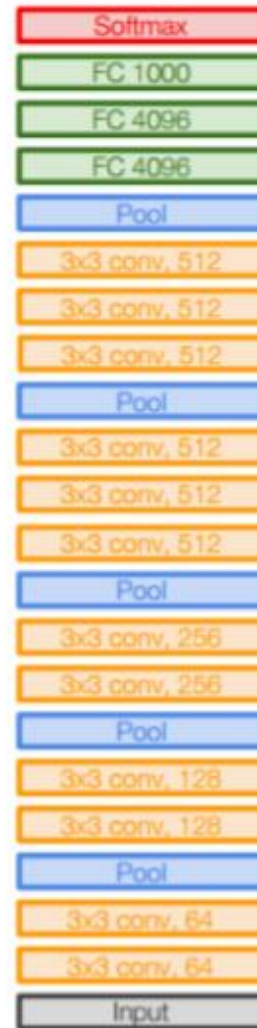 Softmax
FC 1000
FC 4096
FC 4096
Pool
3x3 conv, 512
3x3 conv, 512
3x3 conv, 512
Pool
3x3 conv, 512
3x3 conv, 512
3x3 conv, 512
Pool
3x3 conv, 256
3x3 conv, 256
Pool
3x3 conv, 128
3x3 conv, 128
Pool
3x3 conv, 64
3x3 conv, 64
Input